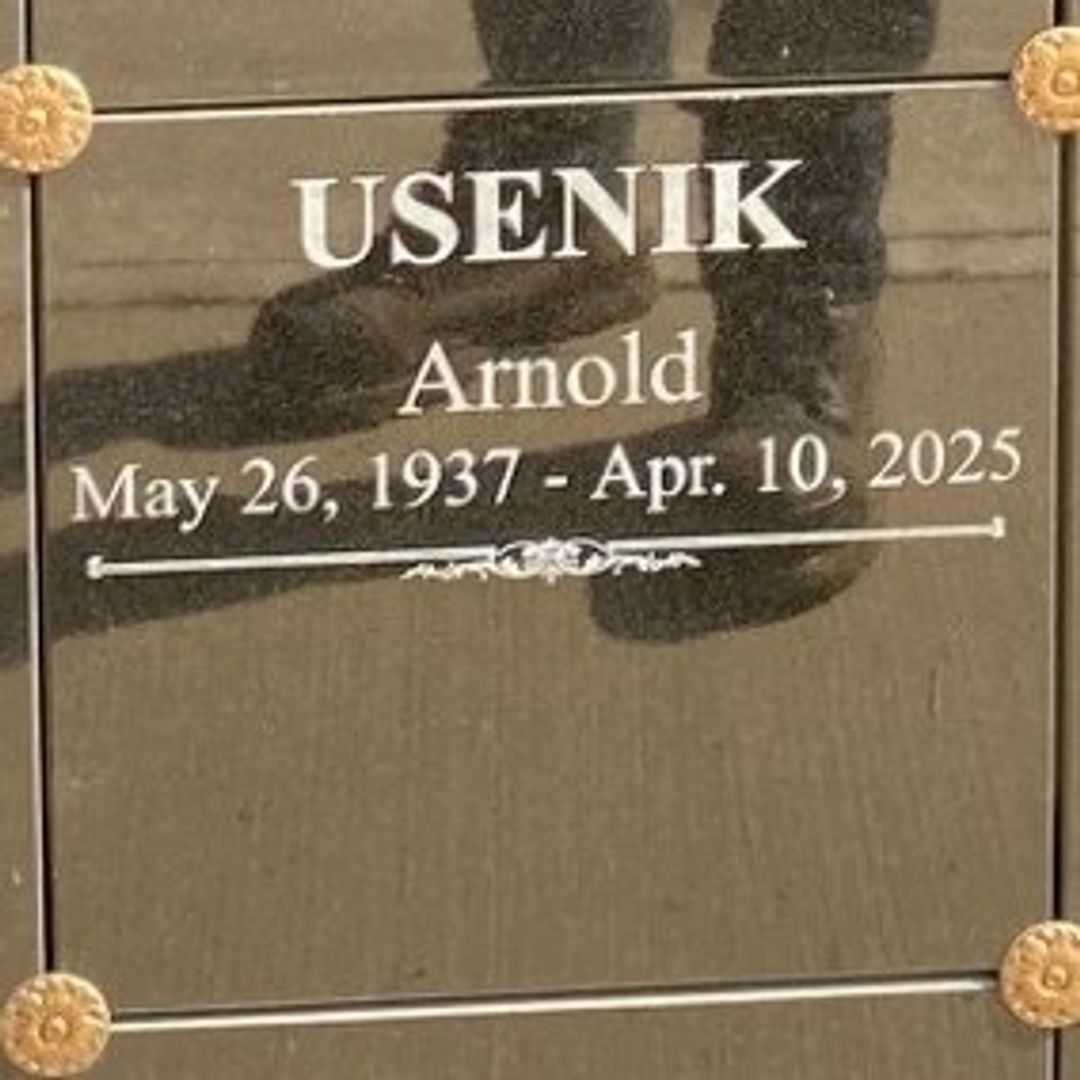 USENIK
Arnold
May 26, 1937 - Apr. 10, 2025